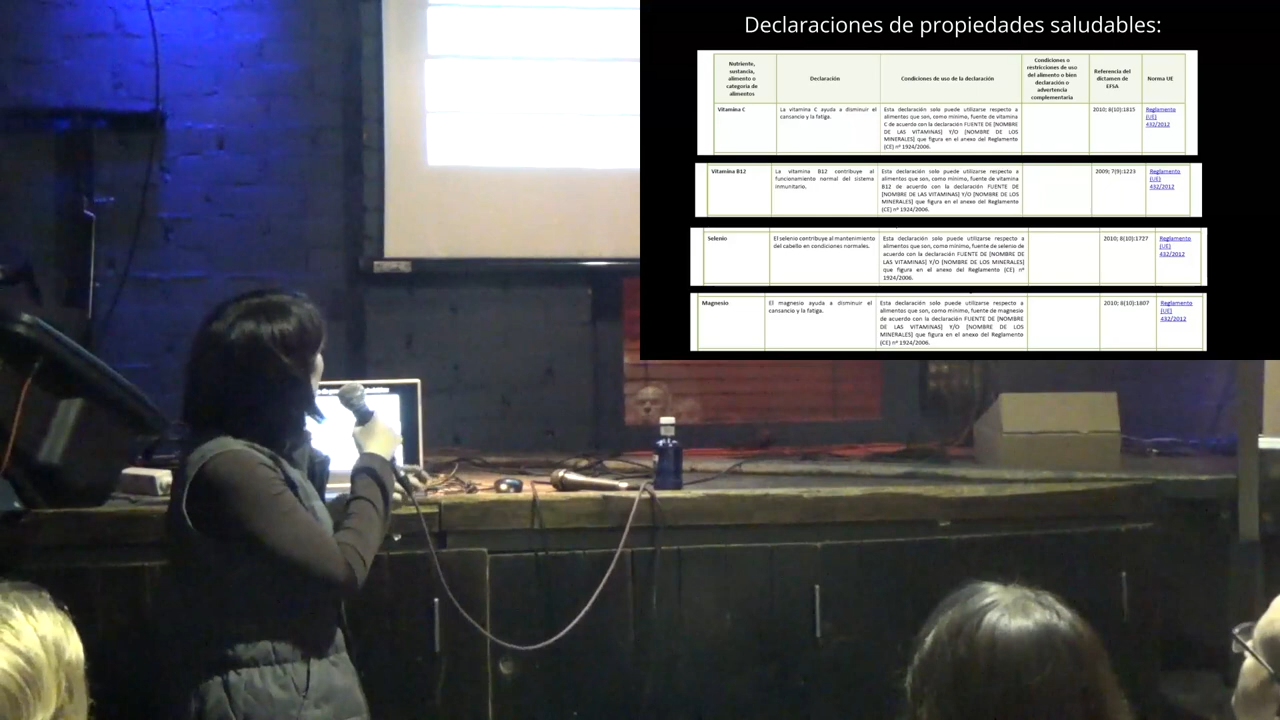 Declaraciones de propiedades saludables:
Nutriente,
sustancia,
alimento o
categoría de
alimentos
Declaración
Condiciones de uso de la declaración
Condiciones o
restricciones de uso
del alimento o bien
declaración o
advertencia
complementaria
Referencia del
dictamen de
EFSA
Norma UE
Vitamina C
La vitamina C ayuda a disminuir el
cansancio y la fatiga.
Esta declaración solo puede utilizarse respecto a
alimentos que son, como mínimo, fuente de vitamina
C de acuerdo con la declaración FUENTE DE [NOMBRE
DE LAS VITAMINAS] Y/O [NOMBRE DE LOS
MINERALES] que figura en el anexo del Reglamento
(CE) nº 1924/2006.
2010; 8(10):1815
Reglamento
(UE)
432/2012
Vitamina B12
La vitamina B12 contribuye al
funcionamiento normal del sistema
inmunitario.
Esta declaración solo puede utilizarse respecto a
alimentos que son, como mínimo, fuente de vitamina
B12 de acuerdo con la declaración FUENTE DE
[NOMBRE DE LAS VITAMINAS] Y/O [NOMBRE DE LOS
MINERALES] que figura en el anexo del Reglamento
(CE) nº 1924/2006.
2009; 7(9):1223
Reglamento
(UE)
432/2012
Selenio
El selenio contribuye al mantenimiento
del cabello en condiciones normales.
Esta declaración solo puede utilizarse respecto a
alimentos que son, como mínimo, fuente de selenio de
acuerdo con la declaración FUENTE DE [NOMBRE DE
LAS VITAMINAS] Y/O [NOMBRE DE LOS MINERALES]
que figura en el anexo del Reglamento (CE) nº
1924/2006.
2010; 8(10):1727
Reglamento
(UE)
432/2012
Magnesio
El magnesio ayuda a disminuir el
cansancio y la fatiga.
Esta declaración solo puede utilizarse respecto a
alimentos que son, como mínimo, fuente de magnesio
de acuerdo con la declaración FUENTE DE [NOMBRE
DE LAS VITAMINAS] Y/O [NOMBRE DE LOS
MINERALES] que figura en el anexo del Reglamento
(CE) nº 1924/2006.
2010; 8(10):1807
Reglamento
(UE)
432/2012